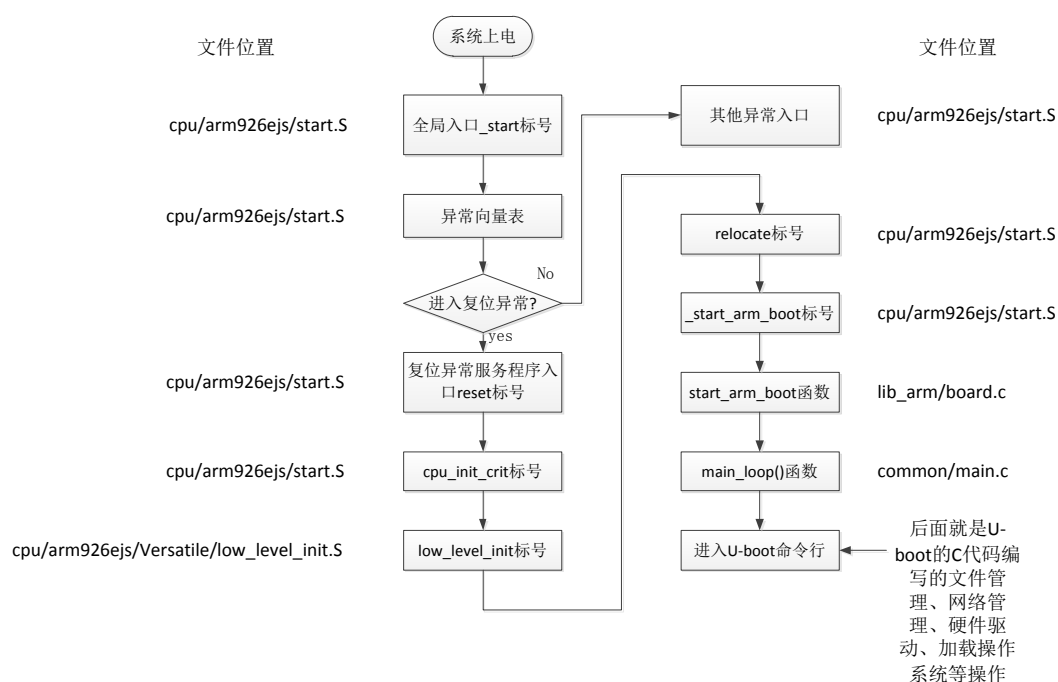 文件位置
系统上电
cpu/arm926ejs/start.S
全局入口_start标号
cpu/arm926ejs/start.S
异常向量表
No
进入复位异常?
yes
cpu/arm926ejs/start.S
复位异常服务程序入
口reset标号
cpu/arm926ejs/start.S
cpu_init_crit标号
cpu/arm926ejs/Versatile/low_level_init.S
low_level_init标号
文件位置
其他异常入口
cpu/arm926ejs/start.S
relocate标号
cpu/arm926ejs/start.S
_start_arm_boot标号
cpu/arm926ejs/start.S
start_arm_boot函数
lib_arm/board.c
main_loop()函数
common/main.c
进入U-boot命令行
后面就是U-
boot的C代码编
写的文件管
理、网络管
理、硬件驱
动、加载操作
系统等操作